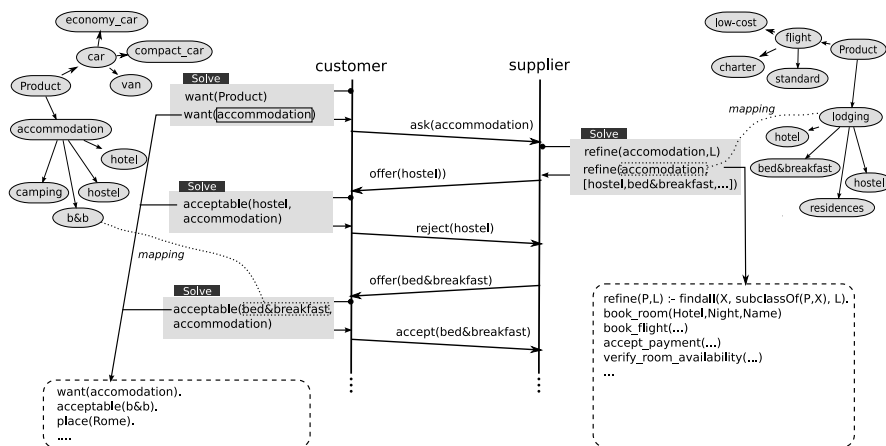 economy_car
car
compact_car
van
Product
accommodation
hotel
camping
hostel
b&b
mapping
Solve
want(Product)
want(accommodation)
Solve
acceptable(hostel,
accommodation)
Solve
acceptable(bed&breakfast,
accommodation)
want(accomodation).
acceptable(b&b).
place(Rome).
....
customer
supplier
ask(accommodation)
offer(hostel))
reject(hostel)
offer(bed&breakfast)
accept(bed&breakfast)
Solve
refine(accomodation,L)
refine(accomodation,
[hostel,bed&breakfast,...])
low-cost
flight
Product
charter
standard
mapping
lodging
hotel
bed&breakfast
hostel
residences
refine(P,L) :- findall(X, subclassOf(P,X), L).
book_room(Hotel,Night,Name)
book_flight(...)
accept_payment(...)
verify_room_availability(...)
...